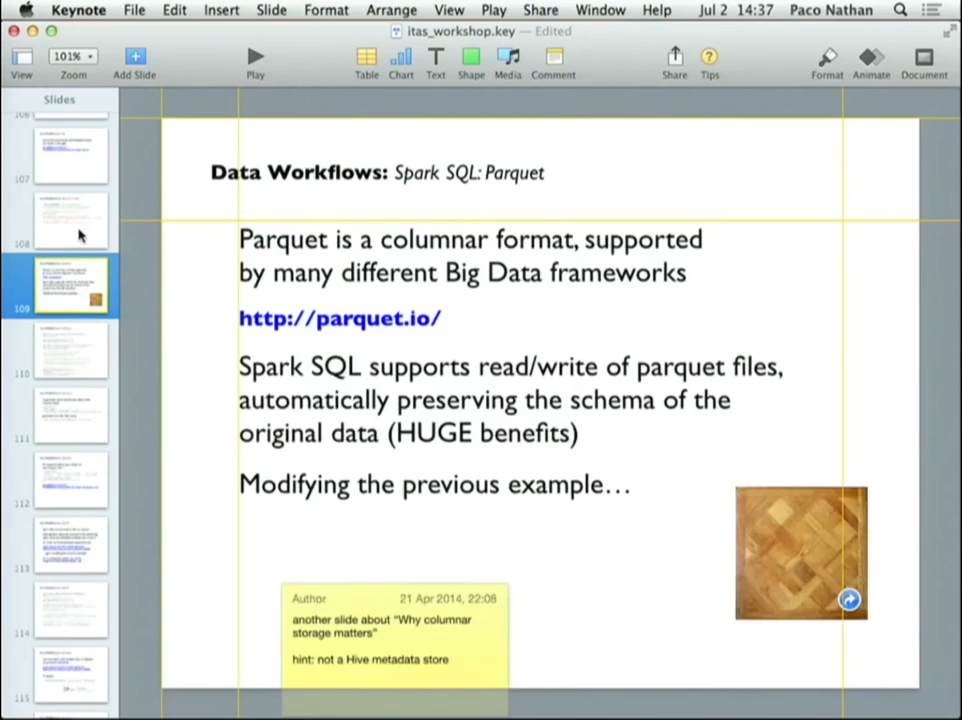 Keynote File Edit Insert Slide Format Arrange View Play Share Window Help Jul 2 14:37 Paco Nathan
itas_workshop.key — Edited
101%
View Zoom Add Slide Play Table Chart Text Shape Media Comment Share Tips Format Animate Document
Slides
106
107
108
109
110
111
112
113
114
115
Data Workflows: Spark SQL: Parquet
Parquet is a columnar format, supported
by many different Big Data frameworks
http://parquet.io/
Spark SQL supports read/write of parquet files,
automatically preserving the schema of the
original data (HUGE benefits)
Modifying the previous example…
Author 21 Apr 2014, 22:08
another slide about “Why columnar
storage matters”
hint: not a Hive metadata store